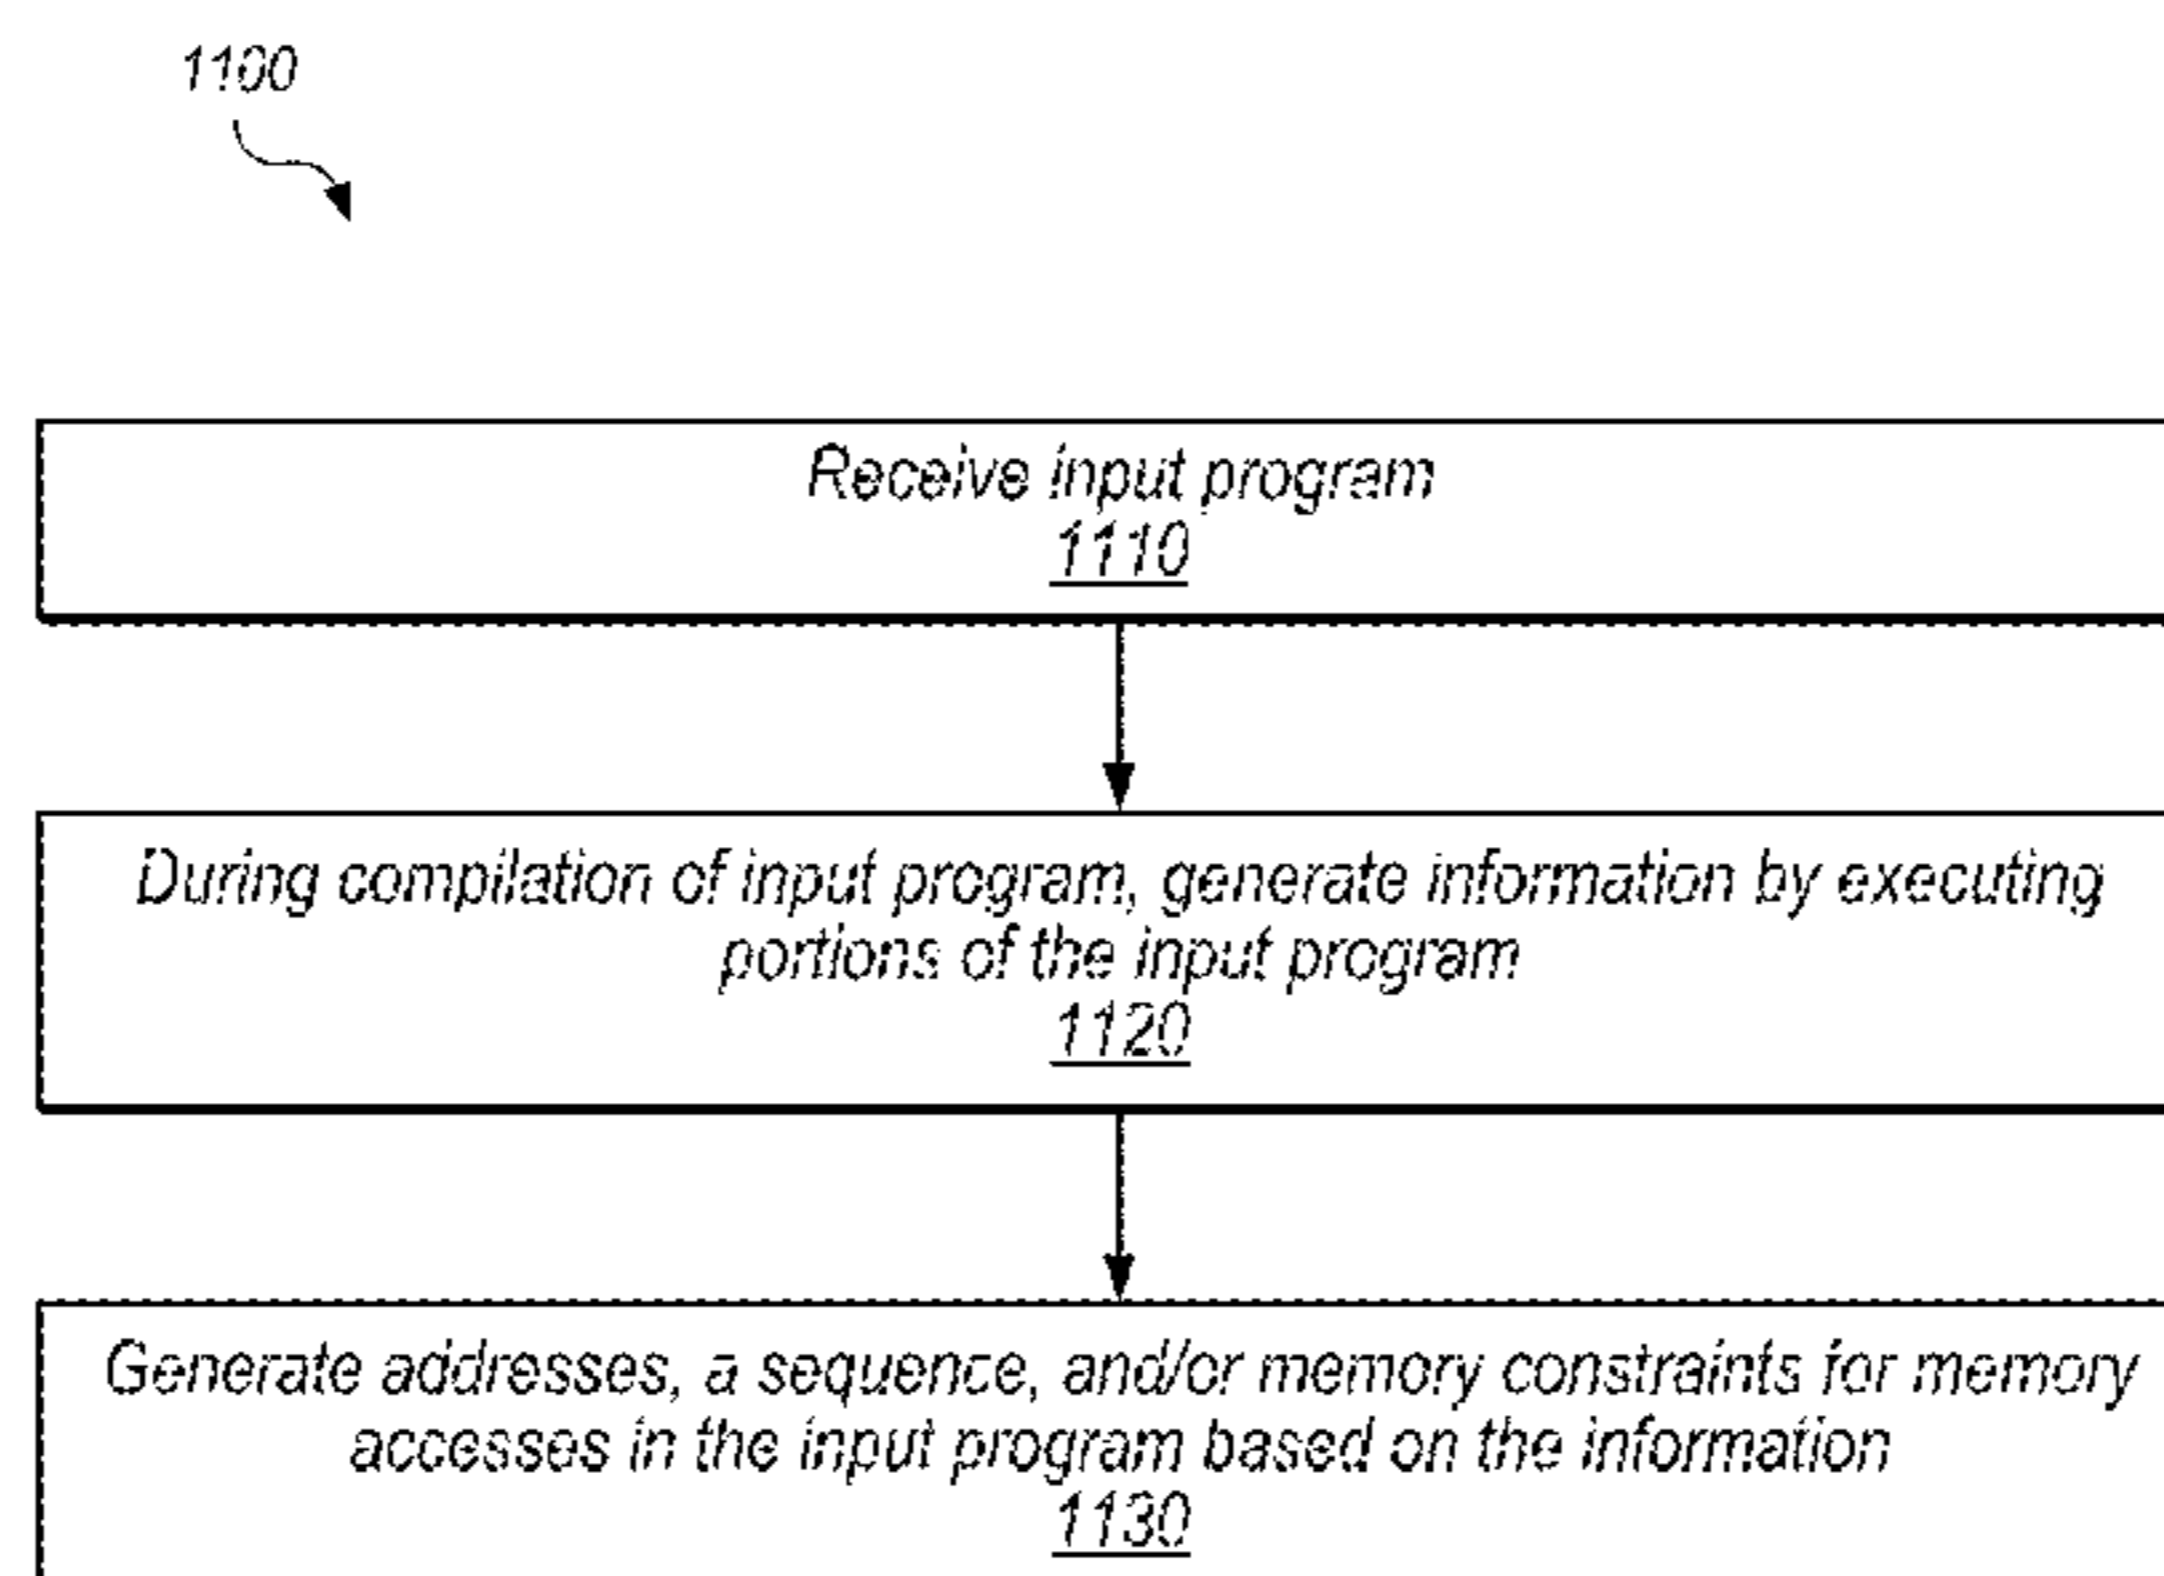 1100
Receive input program
1110
During compilation of input program, generate information by executing
portions of the input program
1120
Generate addresses, a sequence, and/or memory constraints for memory
accesses in the input program based on the information
1130